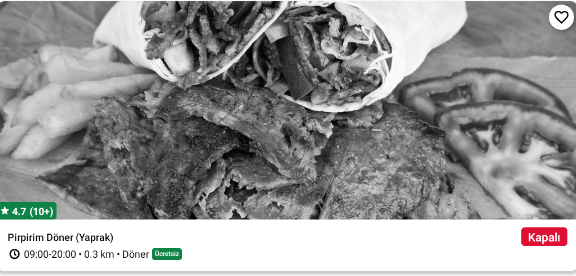 4.7 (10+)
Pirpirim Döner (Yaprak)
Kapalı
09:00-20:00 • 0.3 km • Döner Ücretsiz